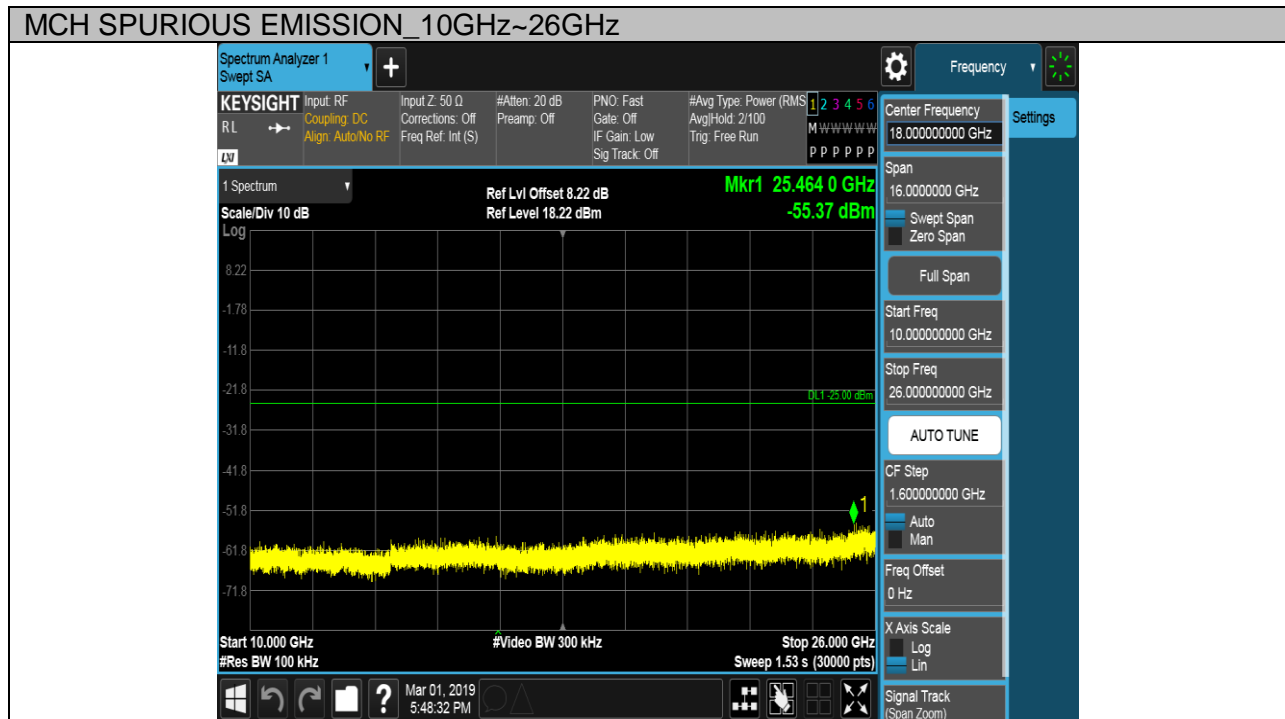 MCH SPURIOUS EMISSION_10GHz~26GHz
Spectrum Analyzer 1
Swept SA
+
Frequency
KEYSIGHT
RL
LXI
Input: RF
Coupling: DC
Align: Auto/No RF
Input Z: 50 Ω
Corrections: Off
Freq Ref: Int (S)
#Atten: 20 dB
Preamp: Off
PNO: Fast
Gate: Off
IF Gain: Low
Sig Track: Off
#Avg Type: Power (RMS
Avg|Hold: 2/100
Trig: Free Run
1 2 3 4 5 6
M W W W W W
P P P P P P
1 Spectrum
Scale/Div 10 dB
Ref Lvl Offset 8.22 dB
Ref Level 18.22 dBm
Mkr1 25.464 0 GHz
-55.37 dBm
Log
8.22
-1.78
-11.8
-21.8
-31.8
-41.8
-51.8
-61.8
-71.8
DL1 -25.00 dBm
1
Start 10.000 GHz
#Res BW 100 kHz
#Video BW 300 kHz
Stop 26.000 GHz
Sweep 1.53 s (30000 pts)
Center Frequency
18.000000000 GHz
Span
16.0000000 GHz
Swept Span
Zero Span
Full Span
Start Freq
10.000000000 GHz
Stop Freq
26.000000000 GHz
AUTO TUNE
CF Step
1.600000000 GHz
Auto
Man
Freq Offset
0 Hz
X Axis Scale
Log
Lin
Signal Track
(Span Zoom)
Settings
?
Mar 01, 2019
5:48:32 PM